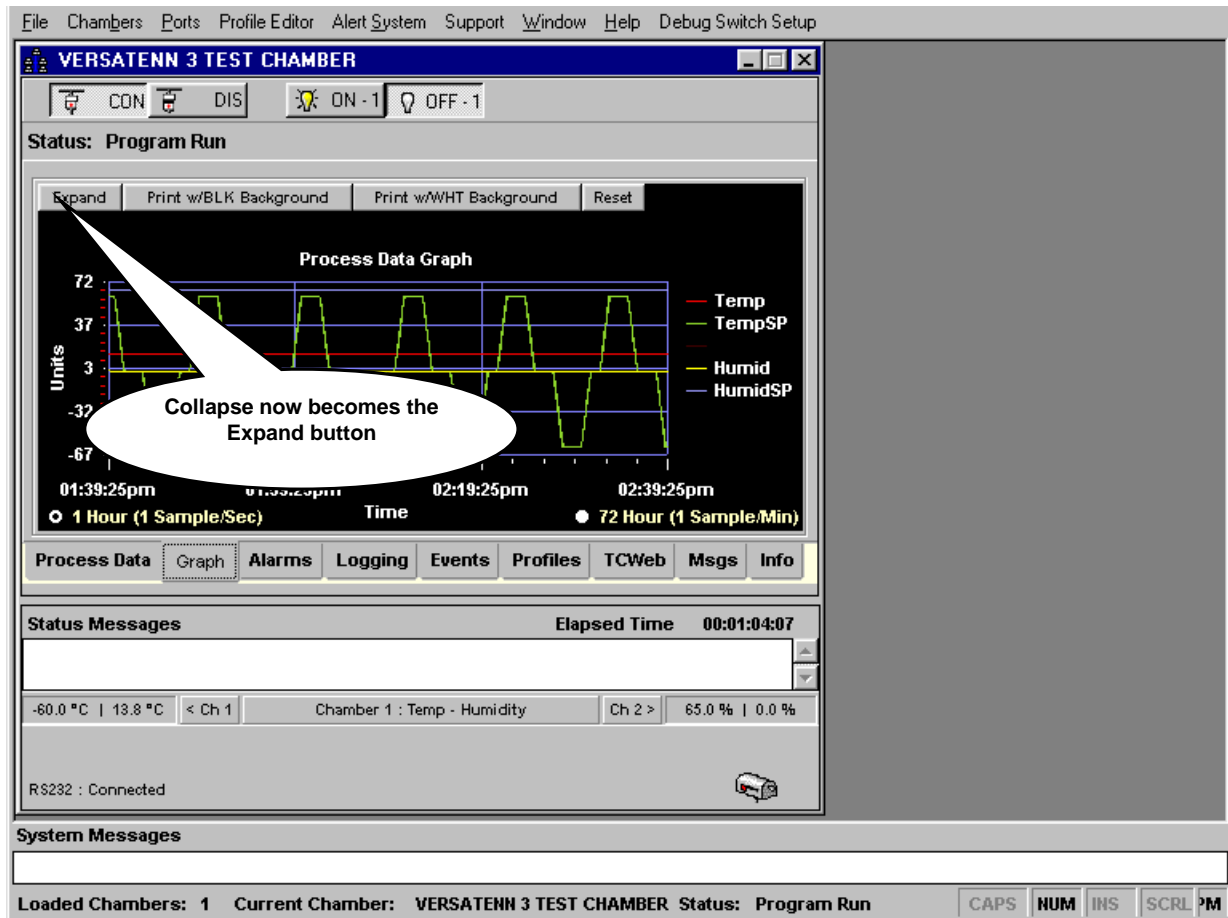 File Chambers Ports Profile Editor Alert System Support Window Help Debug Switch Setup
VERSATENN 3 TEST CHAMBER
CON DIS ON - 1 OFF - 1
Status: Program Run
Expand Print w/BLK Background Print w/WHT Background Reset
Process Data Graph
72
37
3
-32
-67
Units
Temp
TempSP
Humid
HumidSP
Collapse now becomes the
Expand button
01:39:25pm 02:19:25pm 02:39:25pm
Time
1 Hour (1 Sample/Sec) 72 Hour (1 Sample/Min)
Process Data Graph Alarms Logging Events Profiles TCWeb Msgs Info
Status Messages Elapsed Time 00:01:04:07
-60.0 °C | 13.8 °C < Ch 1 Chamber 1 : Temp - Humidity Ch 2 > 65.0 % | 0.0 %
RS232 : Connected
System Messages
Loaded Chambers: 1 Current Chamber: VERSATENN 3 TEST CHAMBER Status: Program Run CAPS NUM INS SCRL PM